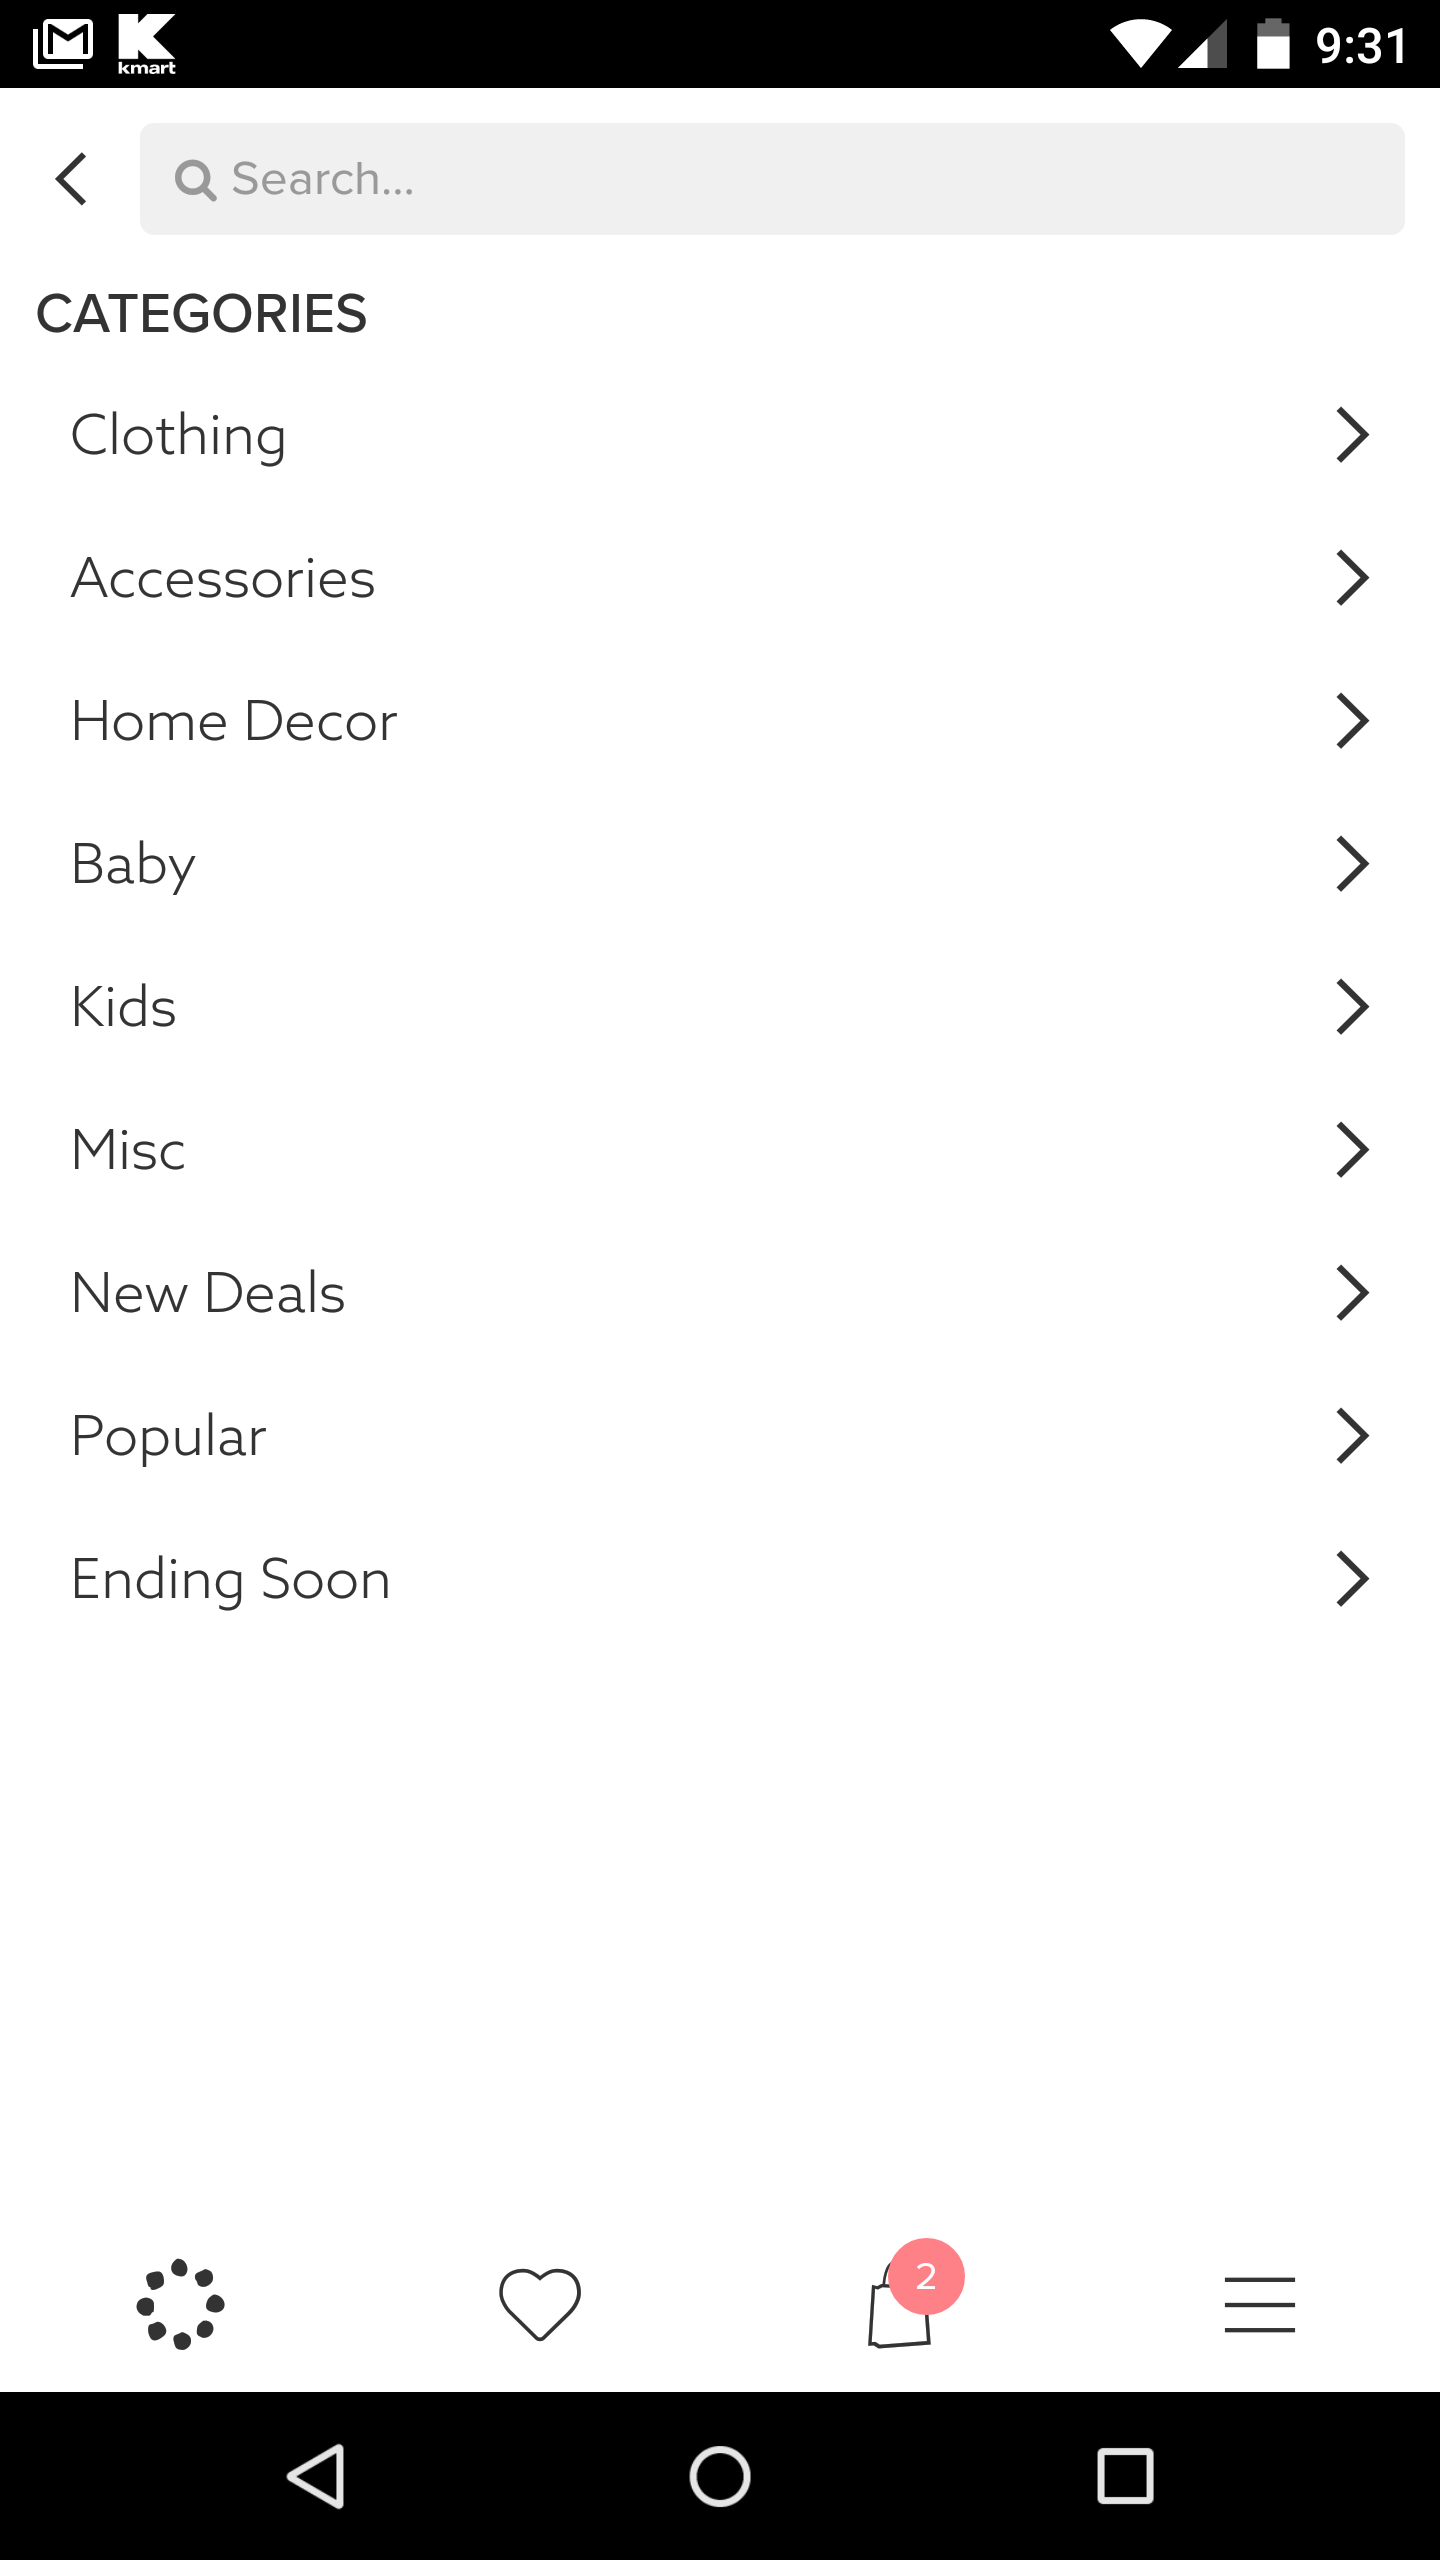 kmart
9:31
Search...
CATEGORIES
Clothing
Accessories
Home Decor
Baby
Kids
Misc
New Deals
Popular
Ending Soon
2